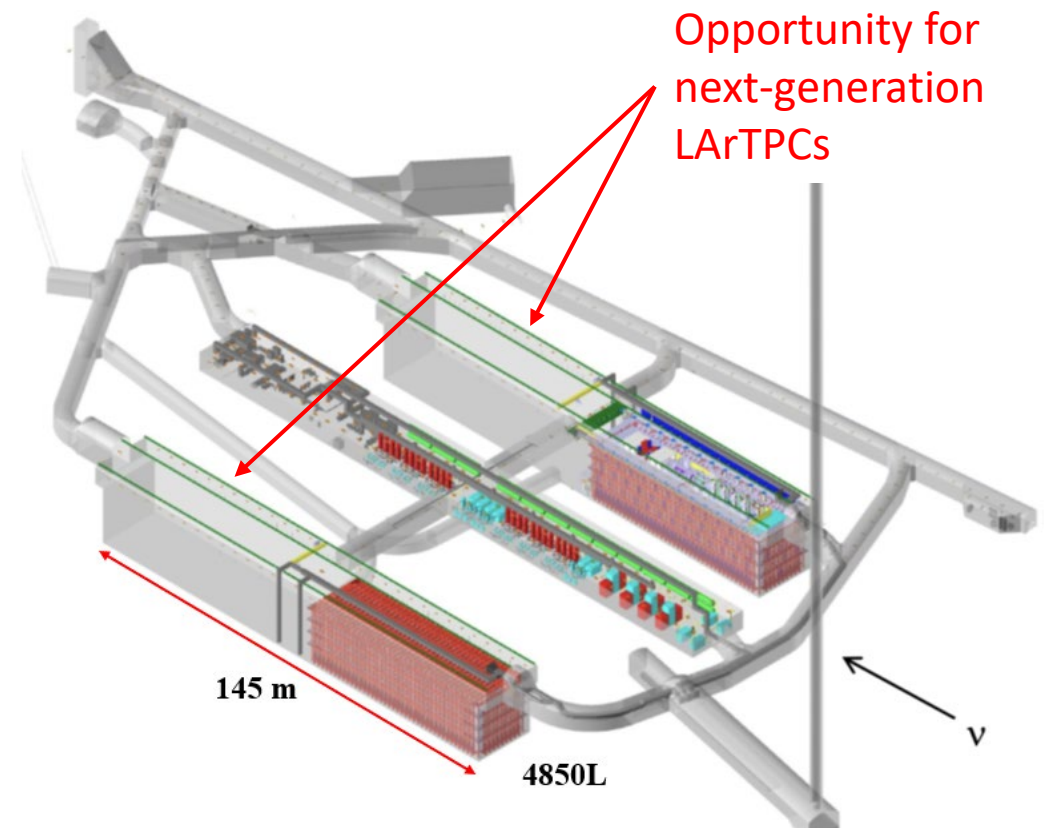 Opportunity for
next-generation
LArTPCs
145 m
4850L
ν